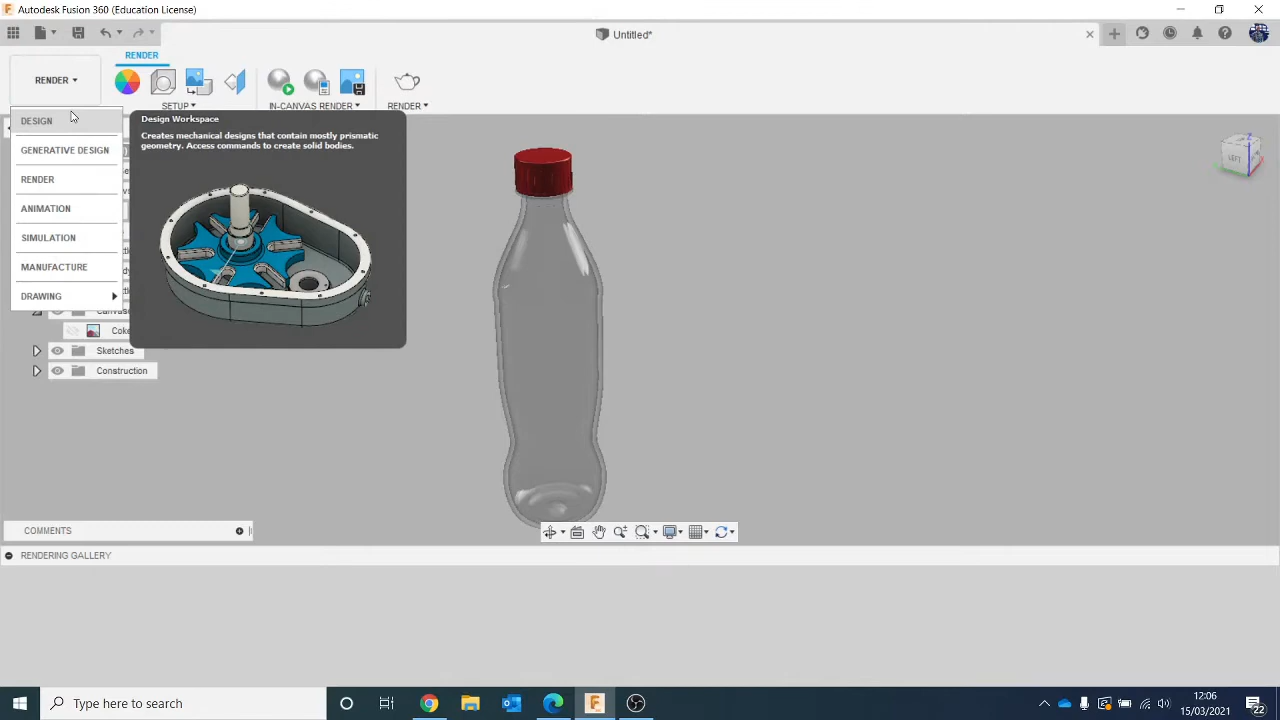 Autodesk Fusion 360 (Education License)
Untitled*
RENDER
RENDER
SETUP
IN-CANVAS RENDER
RENDER
DESIGN
GENERATIVE DESIGN
RENDER
ANIMATION
SIMULATION
MANUFACTURE
DRAWING
Design Workspace
Creates mechanical designs that contain mostly prismatic
geometry. Access commands to create solid bodies.
LEFT
Sketches
Construction
COMMENTS
RENDERING GALLERY
Type here to search
12:06
15/03/2021
22